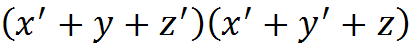 (x′ + y + z′)(x′ + y′ + z)